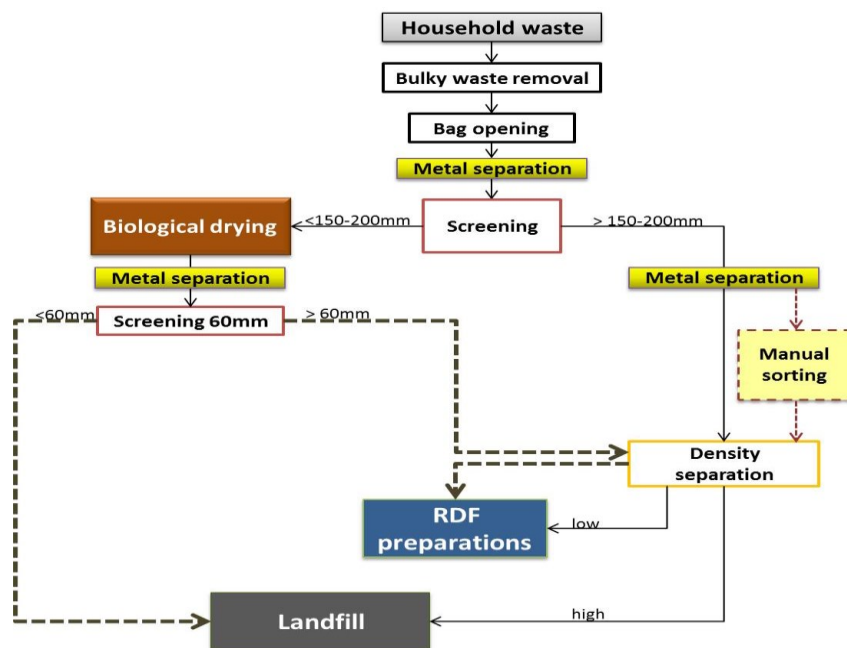 Household waste
Bulky waste removal
Bag opening
Metal separation
<150-200mm
Screening
> 150-200mm
Biological drying
Metal separation
Metal separation
<60mm
Screening 60mm
> 60mm
Manual
sorting
Density
separation
RDF
preparations
low
Landfill
high